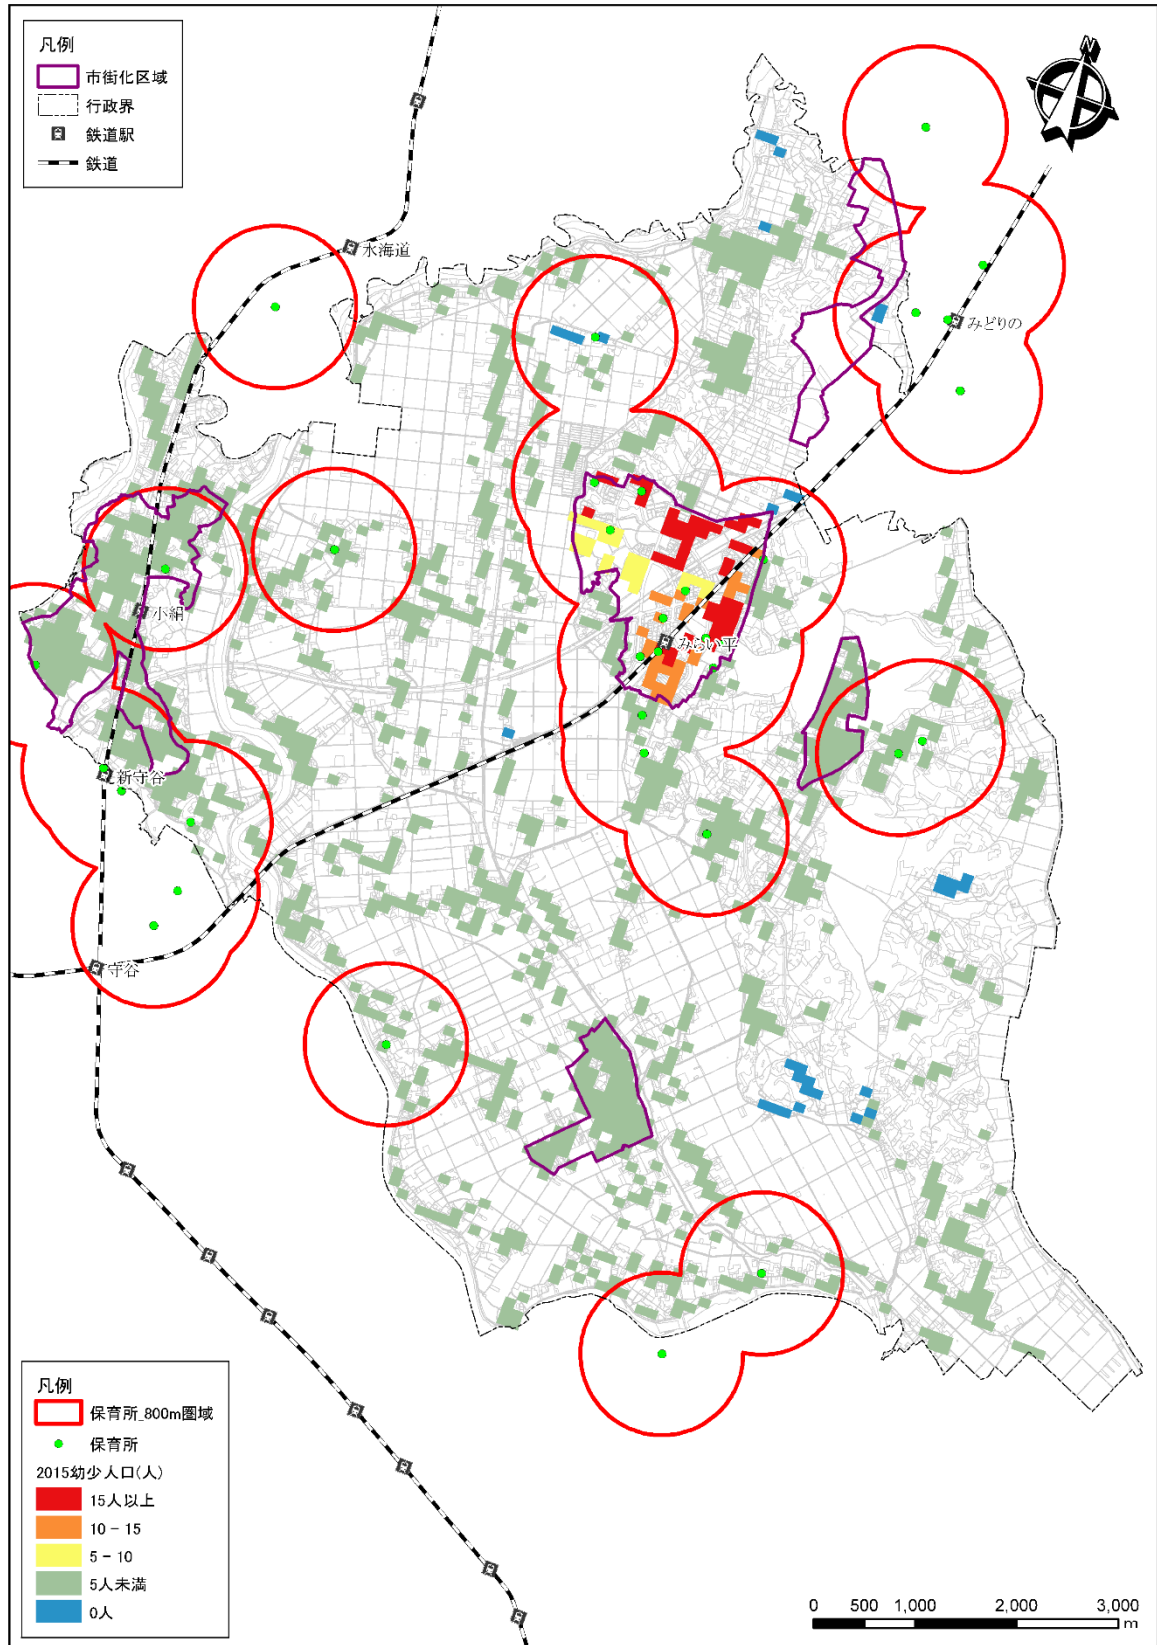 凡例
市街化区域
行政界
鉄道駅
鉄道
N
水海道
みどりの
小絹
みらい平
新守谷
守谷
凡例
保育所_800m圏域
保育所
2015幼少人口(人)
15人以上
10 - 15
5 - 10
5人未満
0人
0 500 1,000 2,000 3,000
m